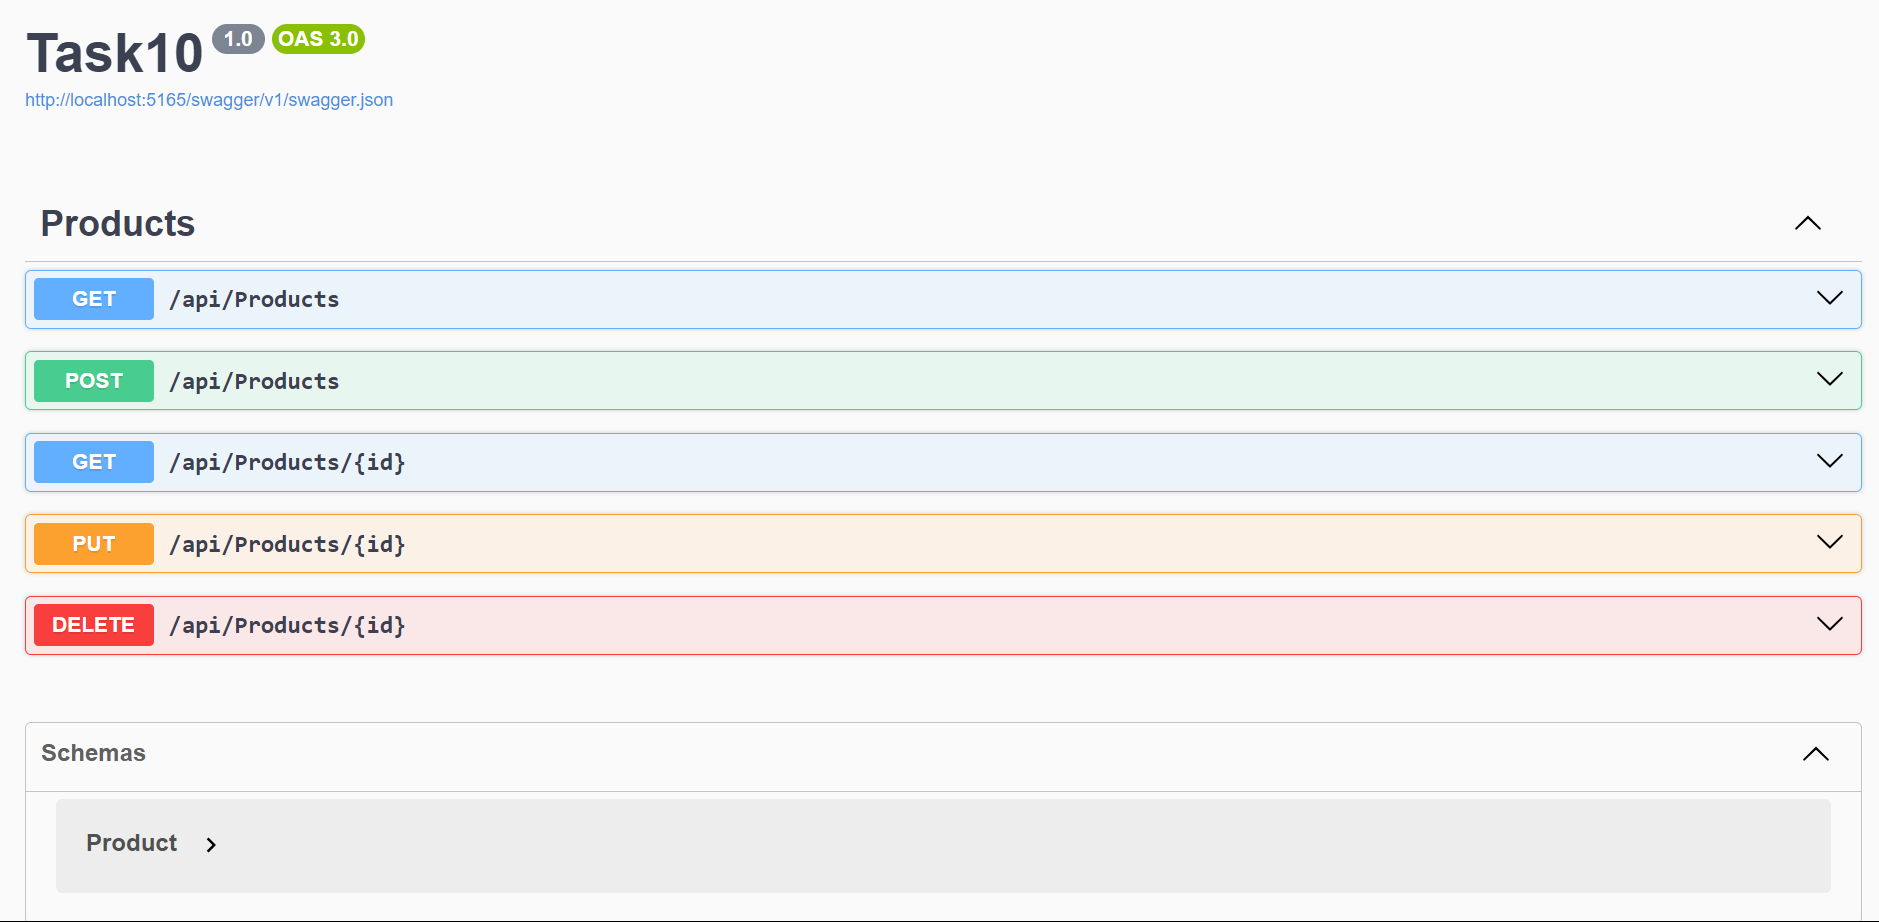 Task10 1.0 OAS 3.0
http://localhost:5165/swagger/v1/swagger.json
Products
GET /api/Products
POST /api/Products
GET /api/Products/{id}
PUT /api/Products/{id}
DELETE /api/Products/{id}
Schemas
Product